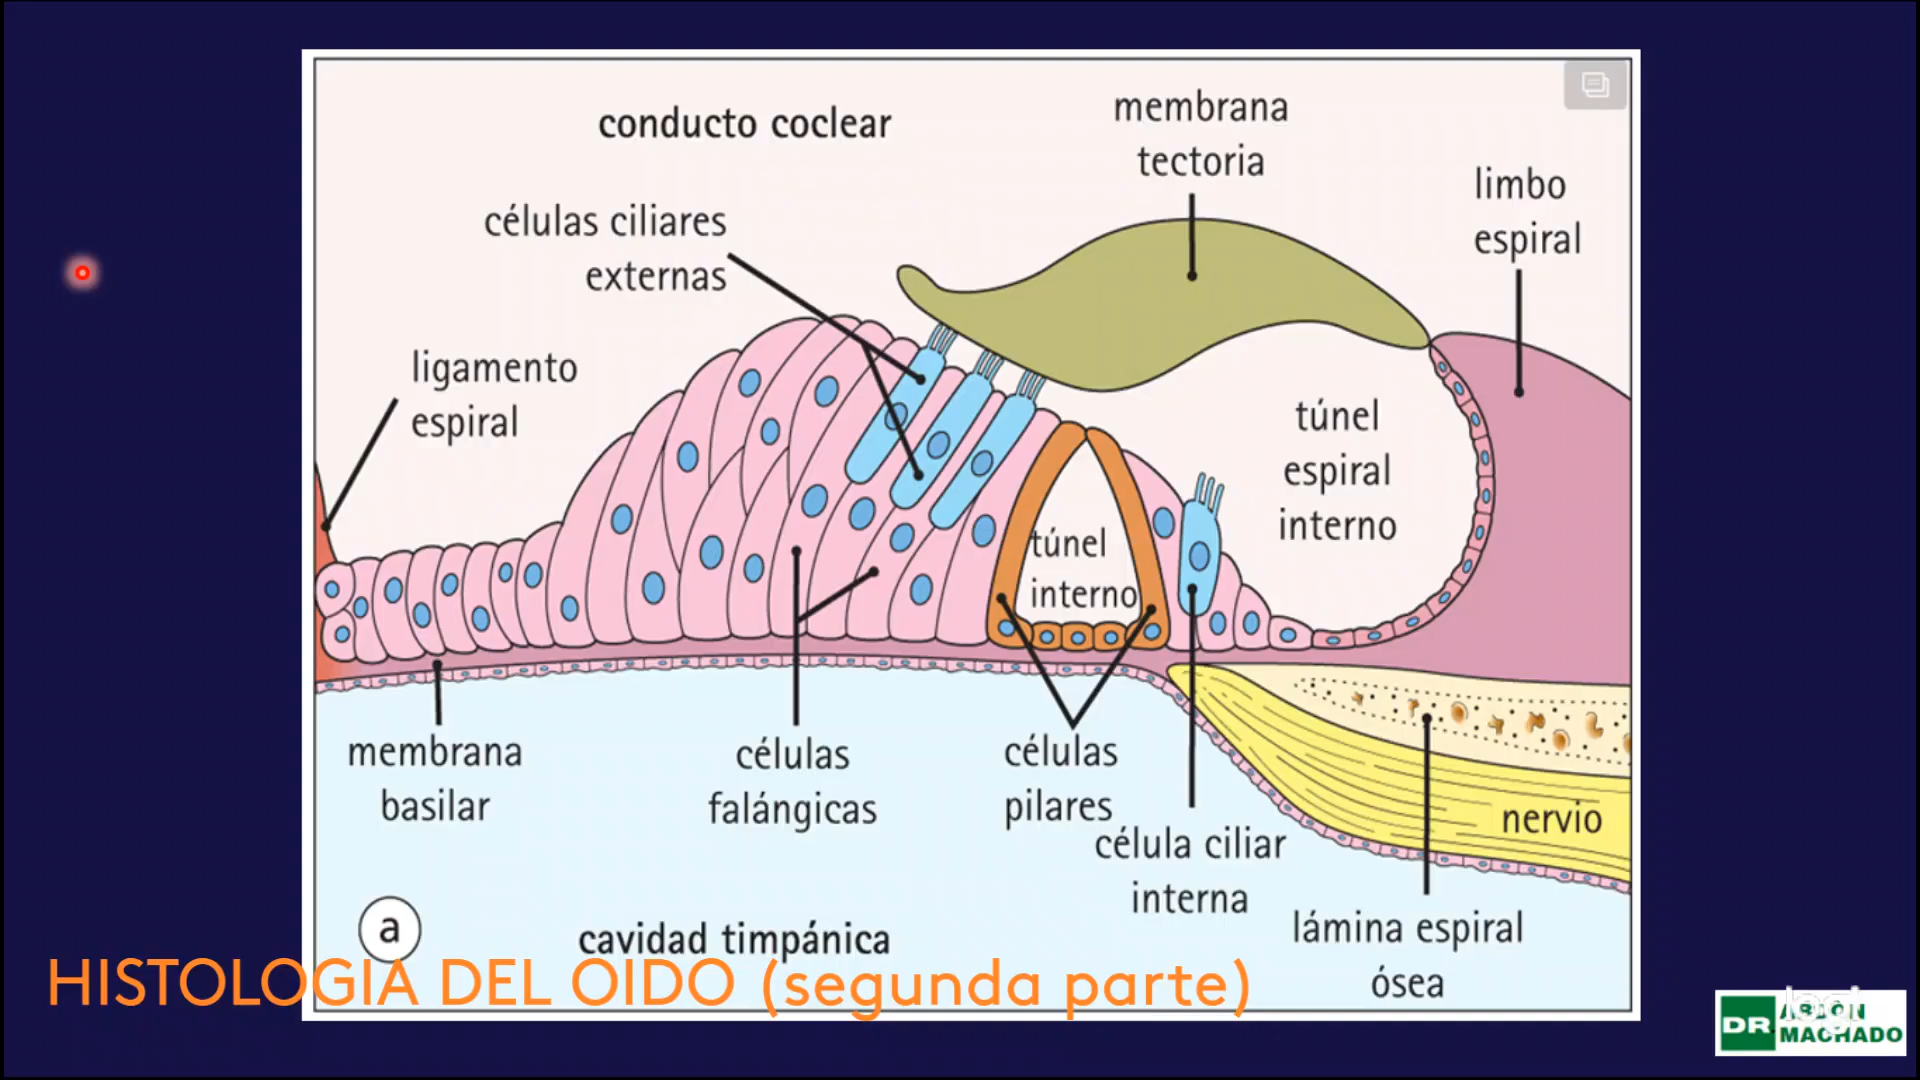 conducto coclear
membrana
tectoria
limbo
espiral
células ciliares
externas
ligamento
espiral
túnel
espiral
interno
túnel
interno
membrana
basilar
células
falángicas
células
pilares
célula ciliar
interna
nervio
lámina espiral
ósea
a
cavidad timpánica
HISTOLOGIA DEL OIDO (segunda parte)
logi
DR ABDÓN
MACHADO